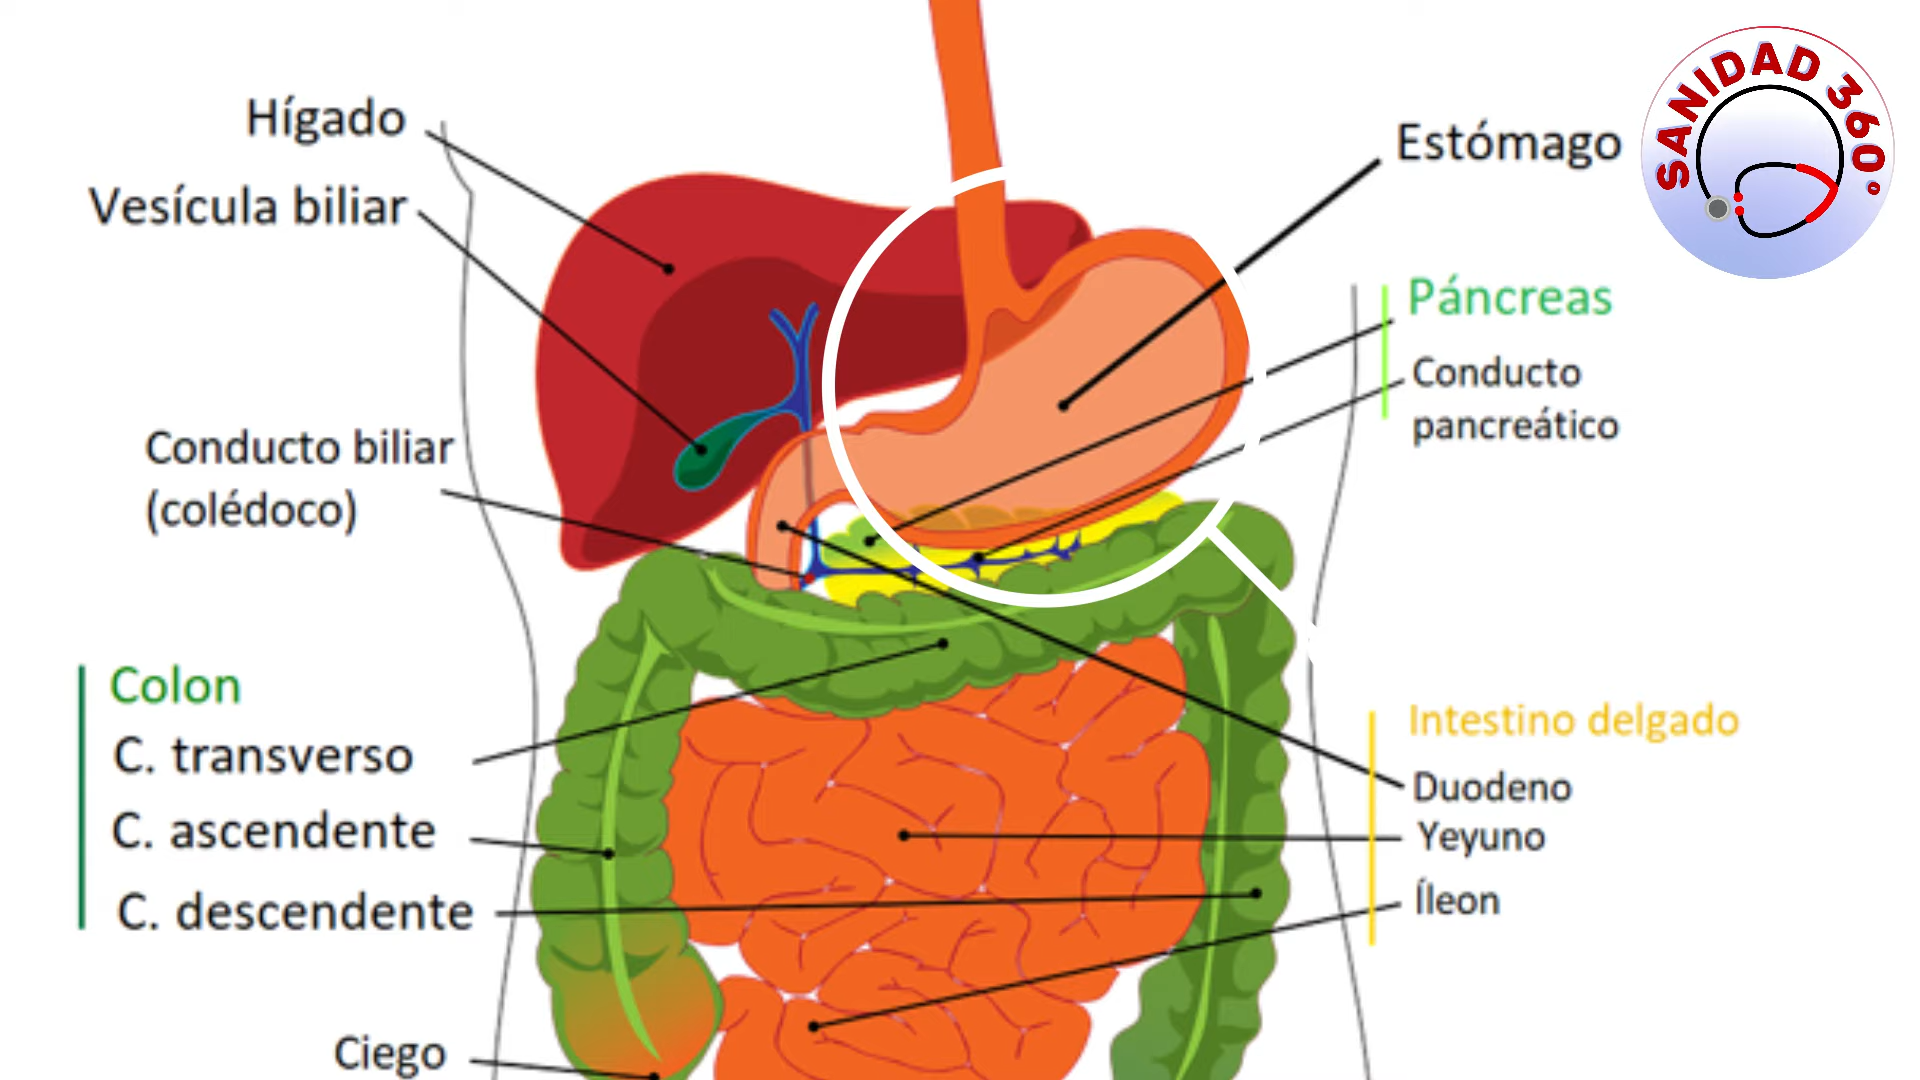 Hígado
Vesícula biliar
Conducto biliar
(colédoco)
Colon
C. transverso
C. ascendente
C. descendente
Ciego
Estómago
SANIDAD 360°
Páncreas
Conducto
pancreático
Intestino delgado
Duodeno
Yeyuno
Íleon